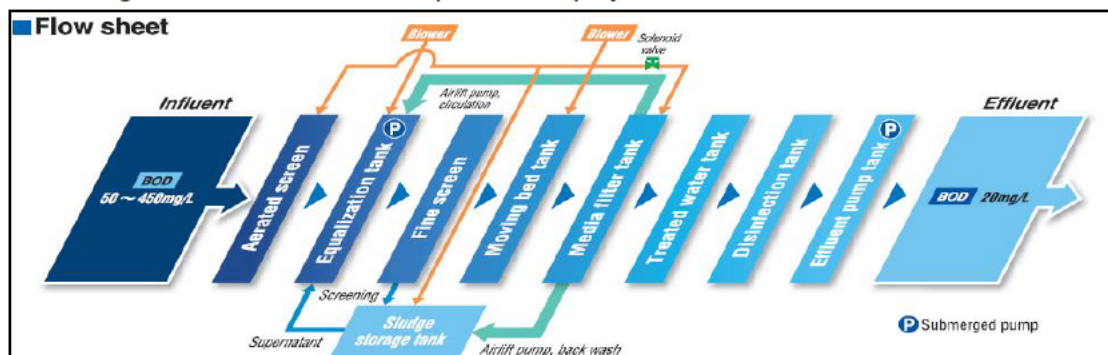 Flow sheet
Blower
Blower
Solenoid
valve
Airlift pump,
circulation
Influent
Effluent
BOD
50 ~ 450mg/L
Aerated screen
Equalization tank
P
Fine screen
Moving bed tank
Media filter tank
Treated water tank
Disinfection tank
Effluent pump tank
P
BOD 20mg/L
Screening
Supernatant
Sludge
storage tank
Airlift pump, back wash
P Submerged pump